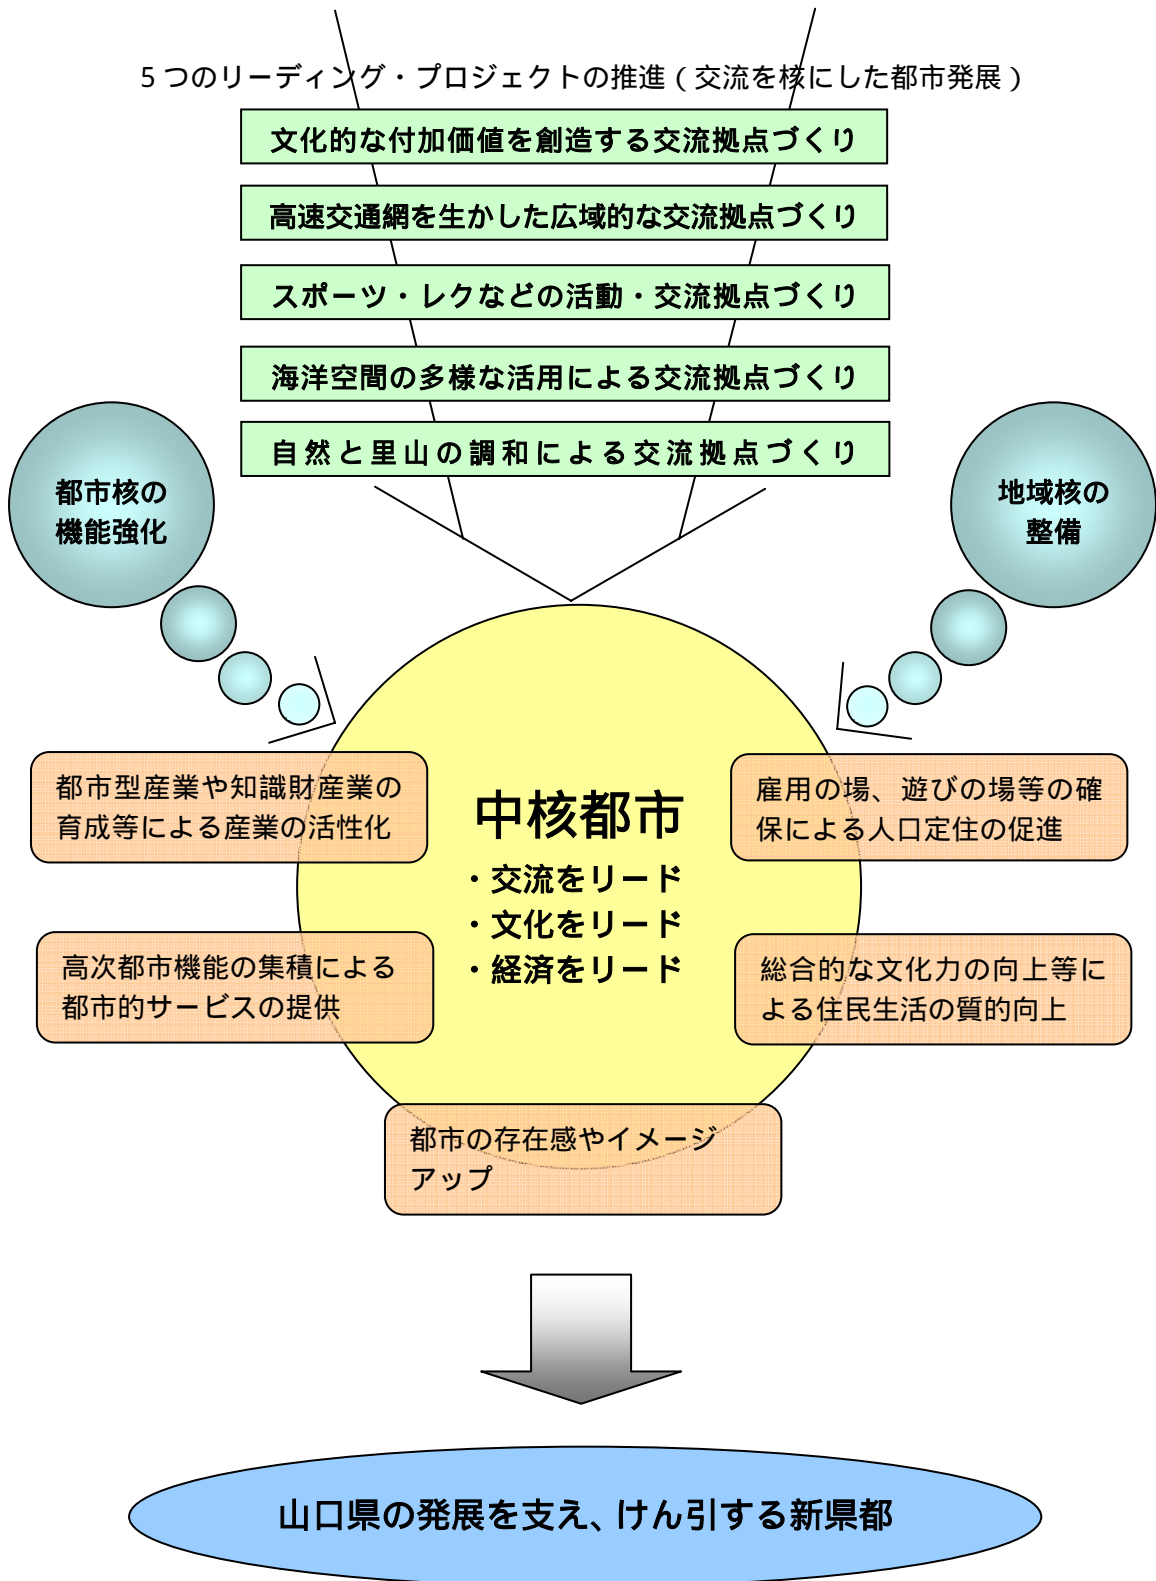 5つのリーディング・プロジェクトの推進（交流を核にした都市発展）
文化的な付加価値を創造する交流拠点づくり
高速交通網を生かした広域的な交流拠点づくり
スポーツ・レクなどの活動・交流拠点づくり
海洋空間の多様な活用による交流拠点づくり
自然と里山の調和による交流拠点づくり
都市核の
機能強化
地域核の
整備
都市型産業や知識財産業の
育成等による産業の活性化
中核都市
・交流をリード
・文化をリード
・経済をリード
雇用の場、遊びの場等の確
保による人口定住の促進
高次都市機能の集積による
都市的サービスの提供
総合的な文化力の向上等に
よる住民生活の質的向上
都市の存在感やイメージ
アップ
山口県の発展を支え、けん引する新県都